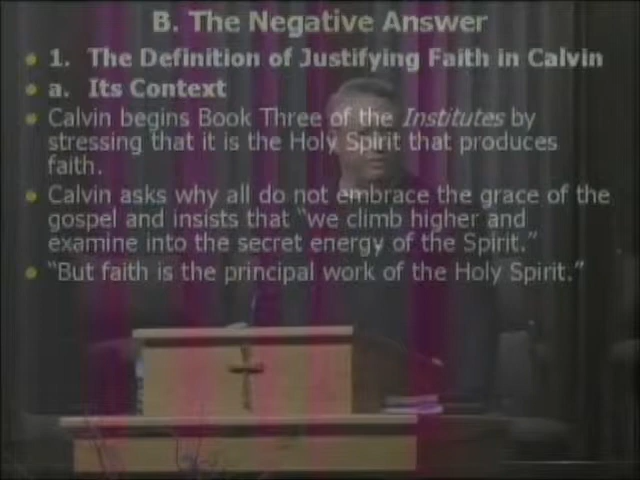 B. The Negative Answer
1. The Definition of Justifying Faith in Calvin
a. Its Context
Calvin begins Book Three of the Institutes by
stressing that it is the Holy Spirit that produces
faith.
Calvin asks why all do not embrace the grace of the
gospel and insists that “we climb higher and
examine into the secret energy of the Spirit.”
“But faith is the principal work of the Holy Spirit.”